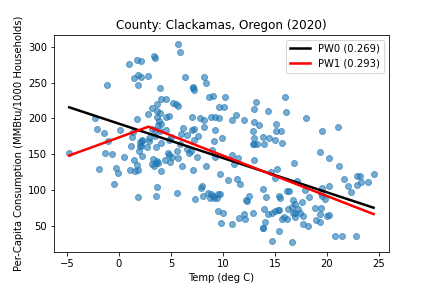 County: Clackamas, Oregon (2020)
PW0 (0.269)
PW1 (0.293)
Per-Capita Consumption (MMBtu/1000 Households)
300
250
200
150
100
50
−5
0
5
10
15
20
25
Temp (deg C)